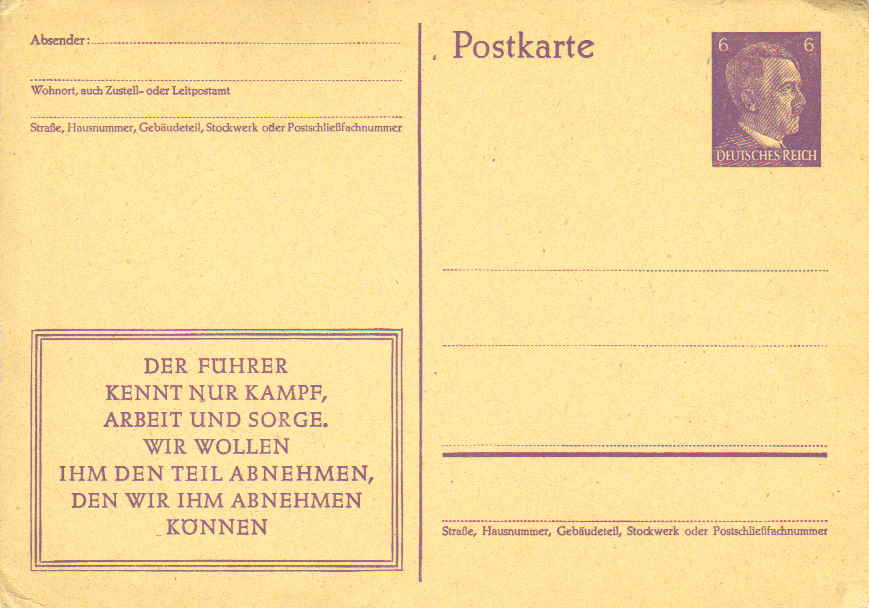 Absender:
Wohnort, auch Zustell- oder Leitpostamt
Straße, Hausnummer, Gebäudeteil, Stockwerk oder Postschließfachnummer
DER FÜHRER
KENNT NUR KAMPF,
ARBEIT UND SORGE.
WIR WOLLEN
IHM DEN TEIL ABNEHMEN,
DEN WIR IHM ABNEHMEN
KÖNNEN
Postkarte
6 6
DEUTSCHES REICH
Straße, Hausnummer, Gebäudeteil, Stockwerk oder Postschließfachnummer